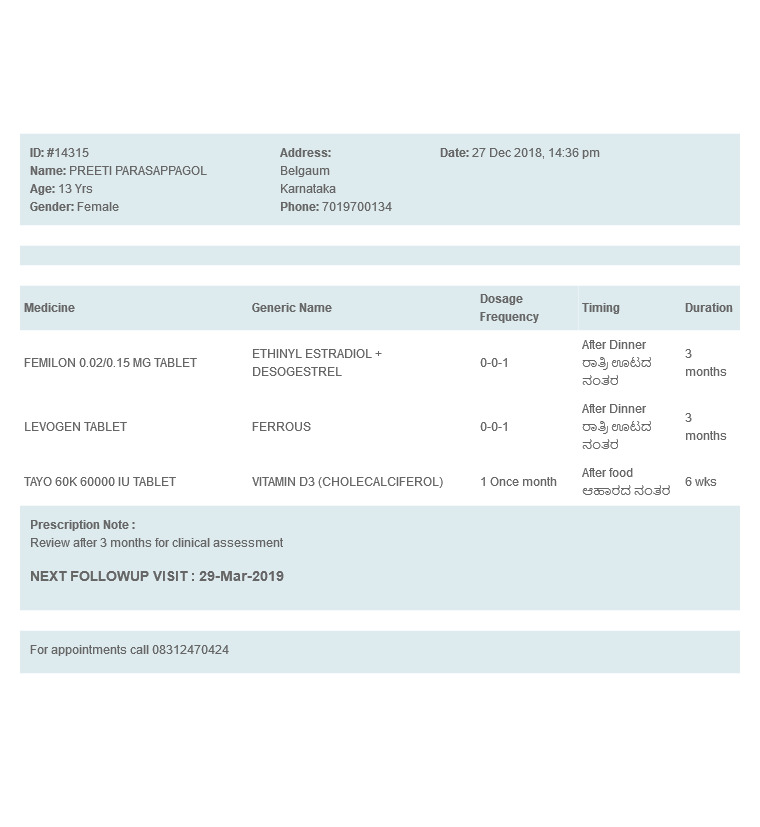 ID: #14315
Name: PREETI PARASAPPAGOL
Age: 13 Yrs
Gender: Female
Address:
Belgaum
Karnataka
Phone: 7019700134
Date: 27 Dec 2018, 14:36 pm
Medicine Generic Name Dosage Frequency Timing Duration
FEMILON 0.02/0.15 MG TABLET
ETHINYL ESTRADIOL +
DESOGESTREL
0-0-1
After Dinner
ರಾತ್ರಿ ಊಟದ
ನಂತರ
3
months
LEVOGEN TABLET
FERROUS
0-0-1
After Dinner
ರಾತ್ರಿ ಊಟದ
ನಂತರ
3
months
TAYO 60K 60000 IU TABLET
VITAMIN D3 (CHOLECALCIFEROL)
1 Once month
After food
ಆಹಾರದ ನಂತರ
6 wks
Prescription Note :
Review after 3 months for clinical assessment
NEXT FOLLOWUP VISIT : 29-Mar-2019
For appointments call 08312470424